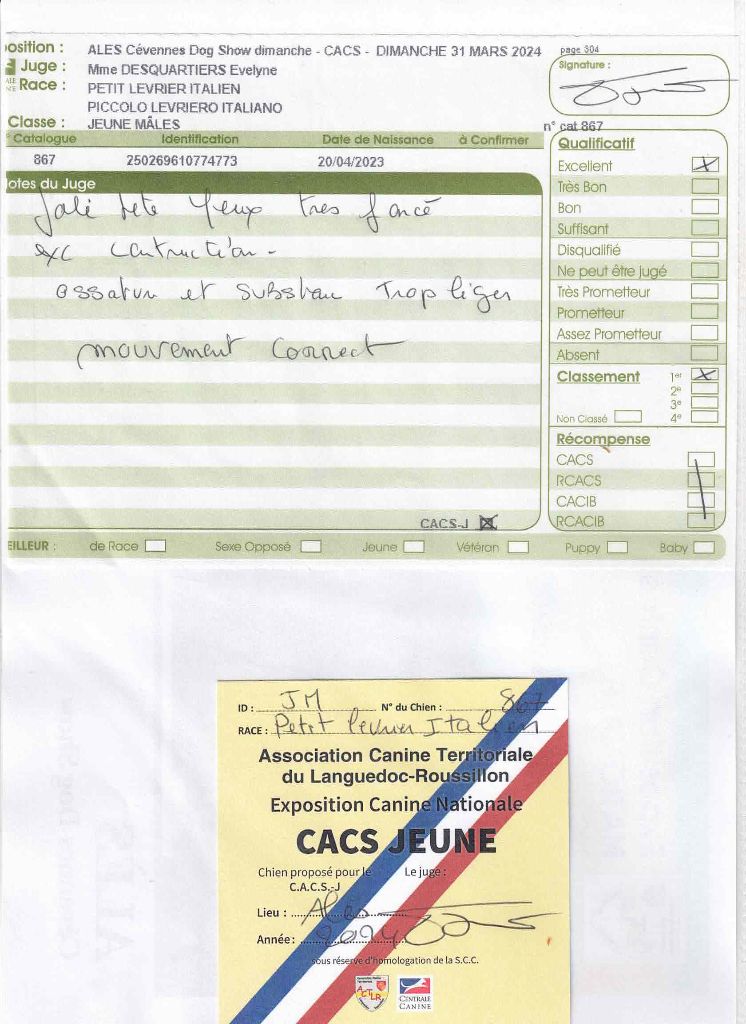 osition : ALES Cévennes Dog Show dimanche - CACS - DIMANCHE 31 MARS 2024 page 304
Juge : Mme DESQUARTIERS Evelyne
Signature :
Race : PETIT LEVRIER ITALIEN
PICCOLO LEVRIERO ITALIANO
Classe : JEUNE MÂLES
n° cat 867
° Catalogue Identification Date de Naissance à Confirmer
867 250269610774773 20/04/2023
otes du Juge
Joli tete Yeux tres foncé
exc contruction -
ossature et substan Trop liger
mouvement correct
CACS-J
Qualificatif
Excellent
Très Bon
Bon
Suffisant
Disqualifié
Ne peut être jugé
Très Prometteur
Prometteur
Assez Prometteur
Absent
Classement 1er
2e
3e
Non Classé 4e
Récompense
CACS
RCACS
CACIB
RCACIB
EILLEUR : de Race Sexe Opposé Jeune Vétéran Puppy Baby
ID : JM N° du Chien : 867
RACE : Petit levrier Italien
Association Canine Territoriale
du Languedoc-Roussillon
Exposition Canine Nationale
CACS JEUNE
Chien proposé pour le Le juge :
C.A.C.S.-J
Lieu : Alès
Année : 2024
sous réserve d'homologation de la S.C.C.
CENTRALE
CANINE